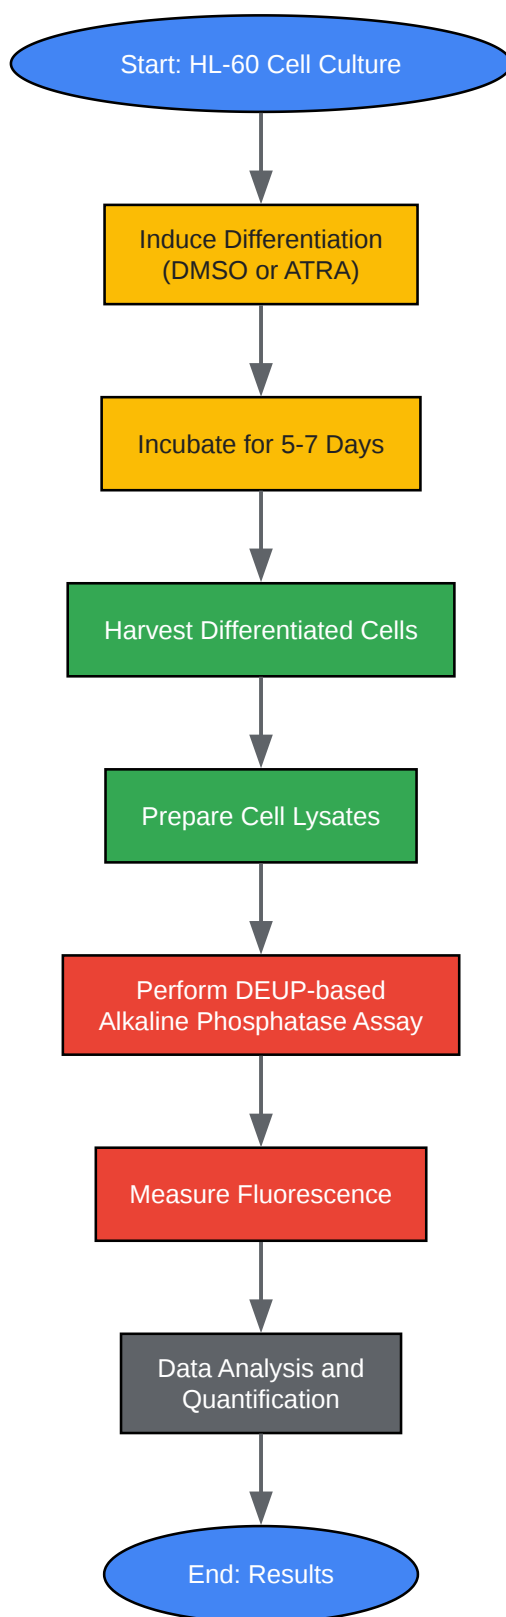 Start: HL-60 Cell Culture
Induce Differentiation
(DMSO or ATRA)
Incubate for 5-7 Days
Harvest Differentiated Cells
Prepare Cell Lysates
Perform DEUP-based
Alkaline Phosphatase Assay
Measure Fluorescence
Data Analysis and
Quantification
End: Results